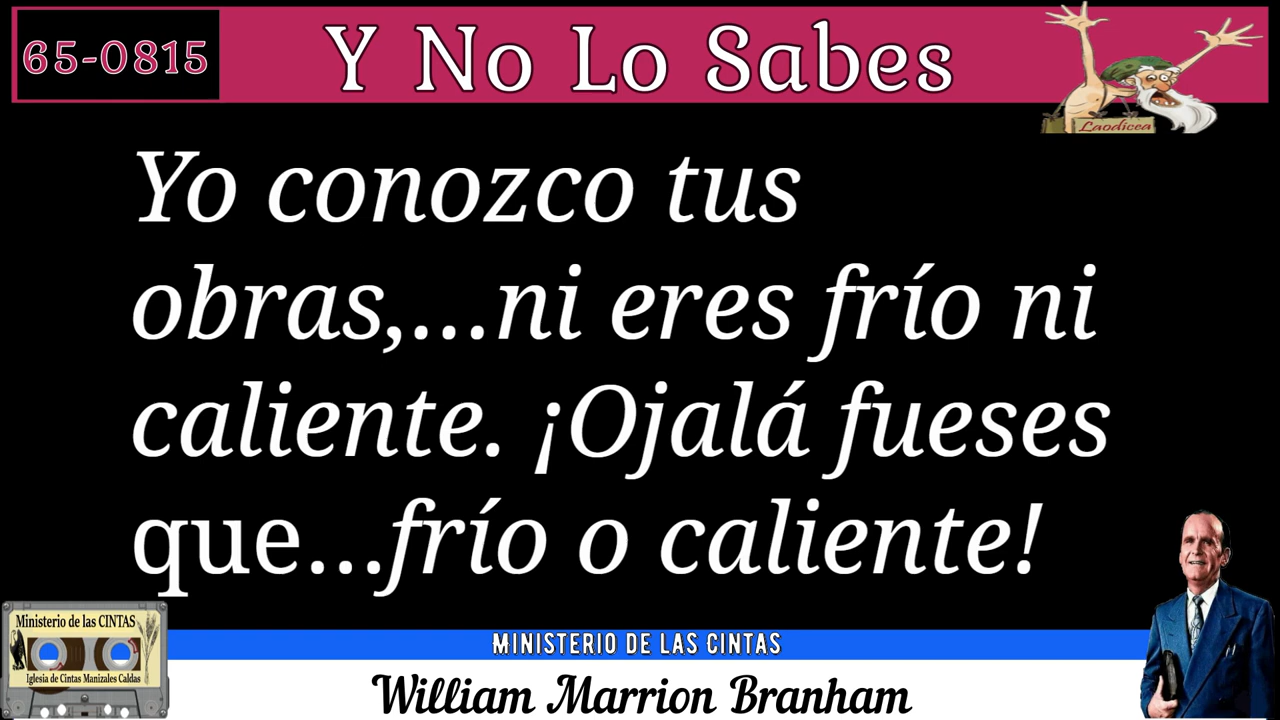 65-0815
Y No Lo Sabes
Laodicea
Yo conozco tus
obras,...ni eres frío ni
caliente. ¡Ojalá fueses
que...frío o caliente!
Ministerio de las CINTAS
Iglesia de Cintas Manizales Caldas
MINISTERIO DE LAS CINTAS
William Marrion Branham